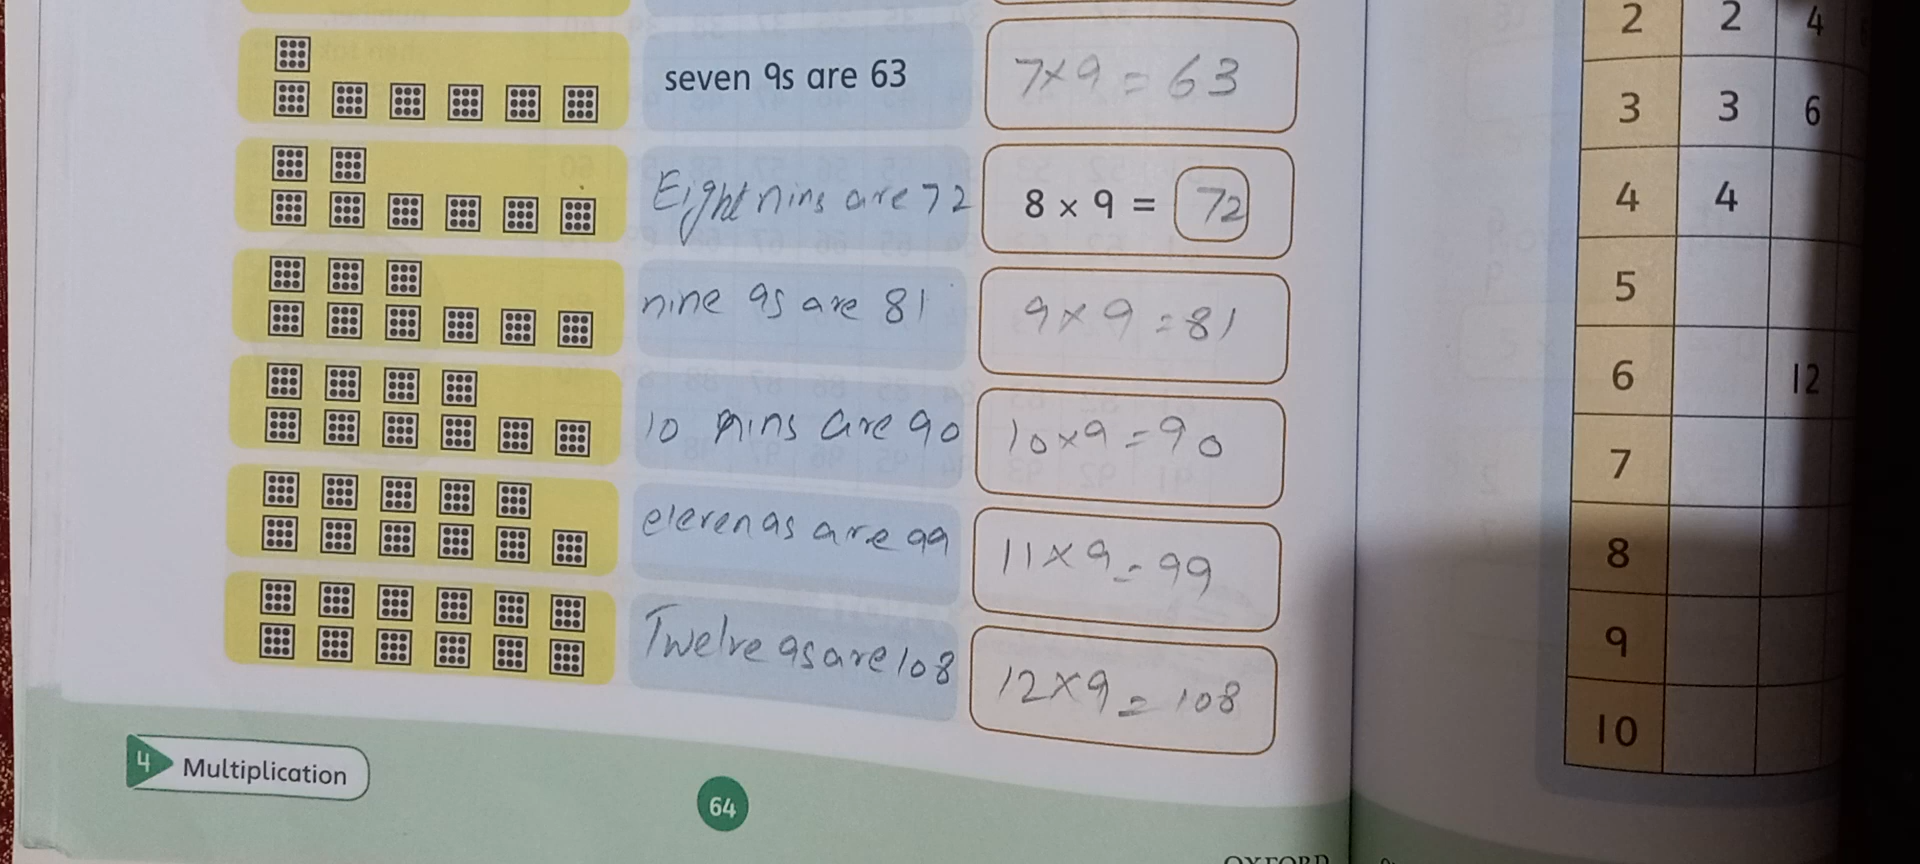 seven 9s are 63 7×9 = 63
Eight nins are 72 8 × 9 = 72
nine 9s are 81 9×9 = 81
10 nins are 90 10×9 = 90
eleven 9s are 99 11×9 = 99
Twelve 9s are 108 12×9 = 108
4 Multiplication
64
OXFORD
2 2 4
3 3 6
4 4
5
6 12
7
8
9
10